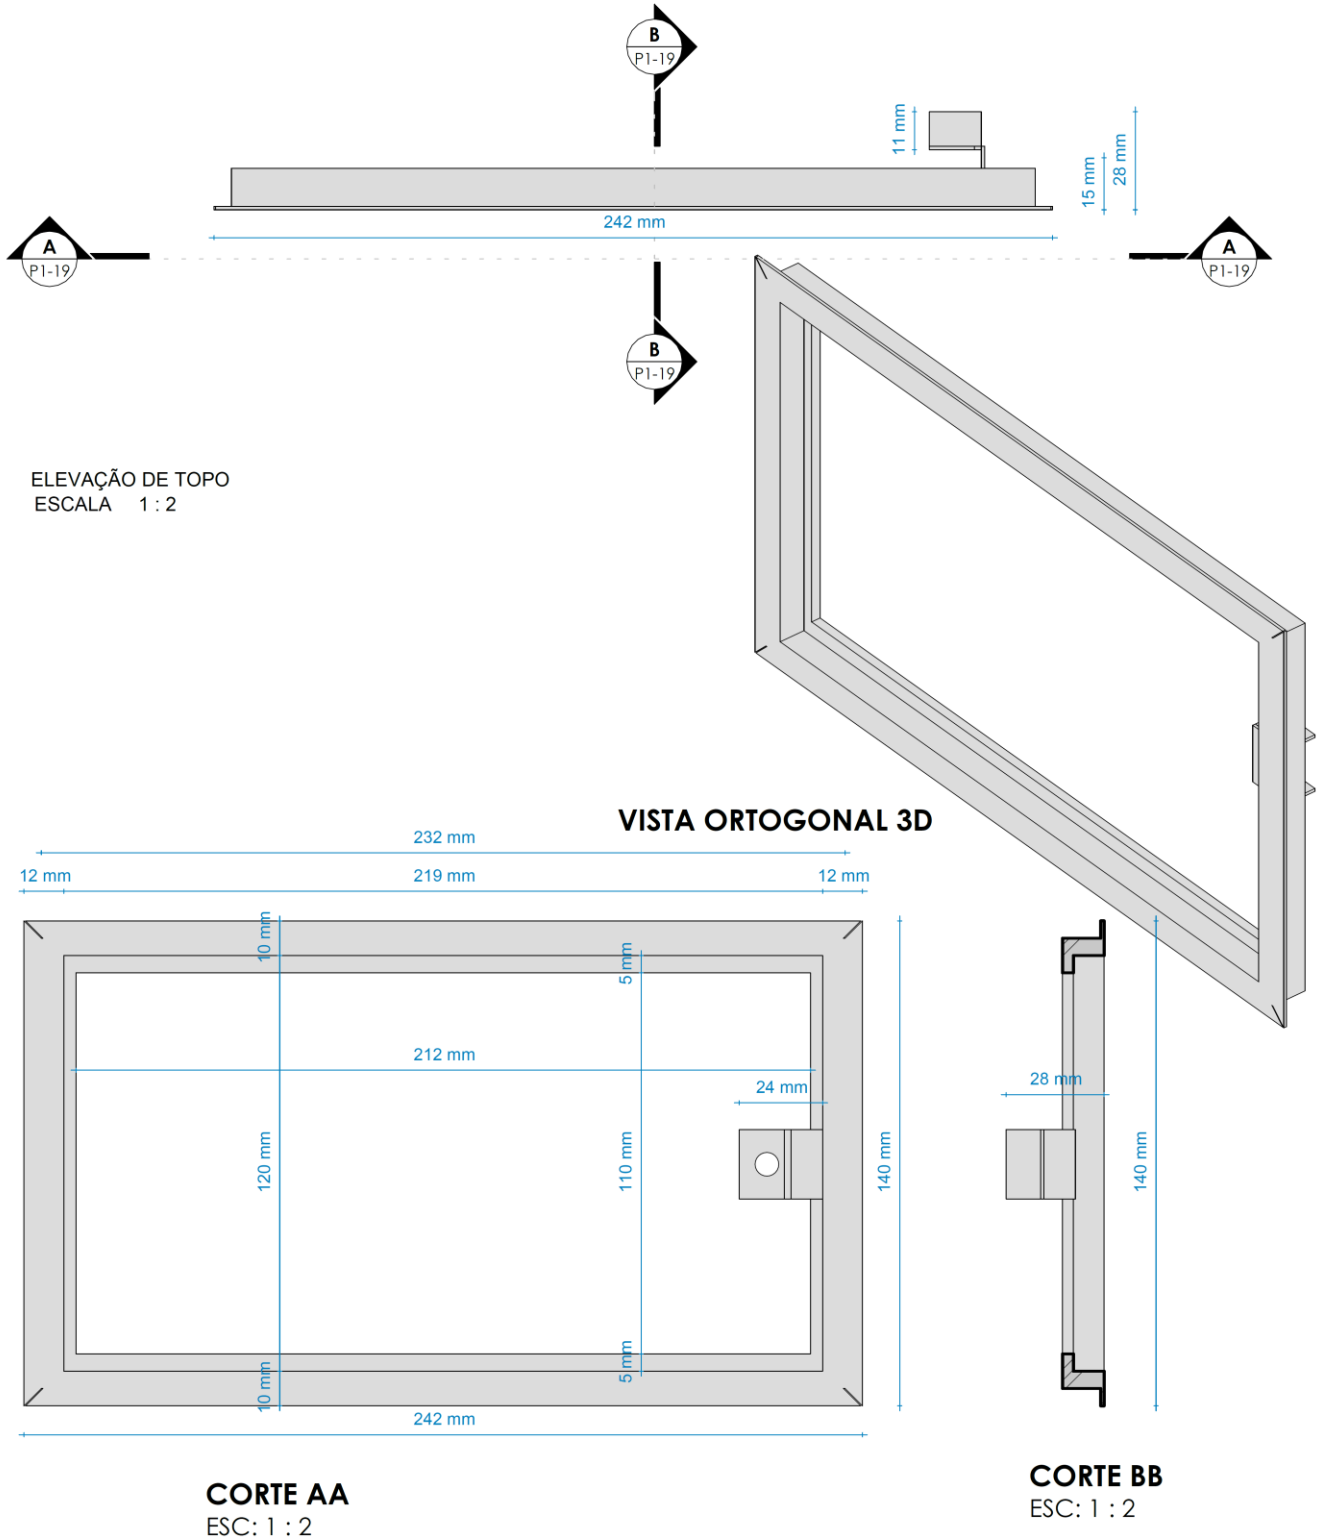 B
P1-19
11 mm
15 mm
28 mm
242 mm
A
P1-19
A
P1-19
B
P1-19
ELEVAÇÃO DE TOPO
ESCALA 1 : 2
VISTA ORTOGONAL 3D
232 mm
12 mm
219 mm
12 mm
10 mm
5 mm
212 mm
24 mm
28 mm
120 mm
110 mm
140 mm
140 mm
10 mm
5 mm
242 mm
CORTE AA
ESC: 1 : 2
CORTE BB
ESC: 1 : 2